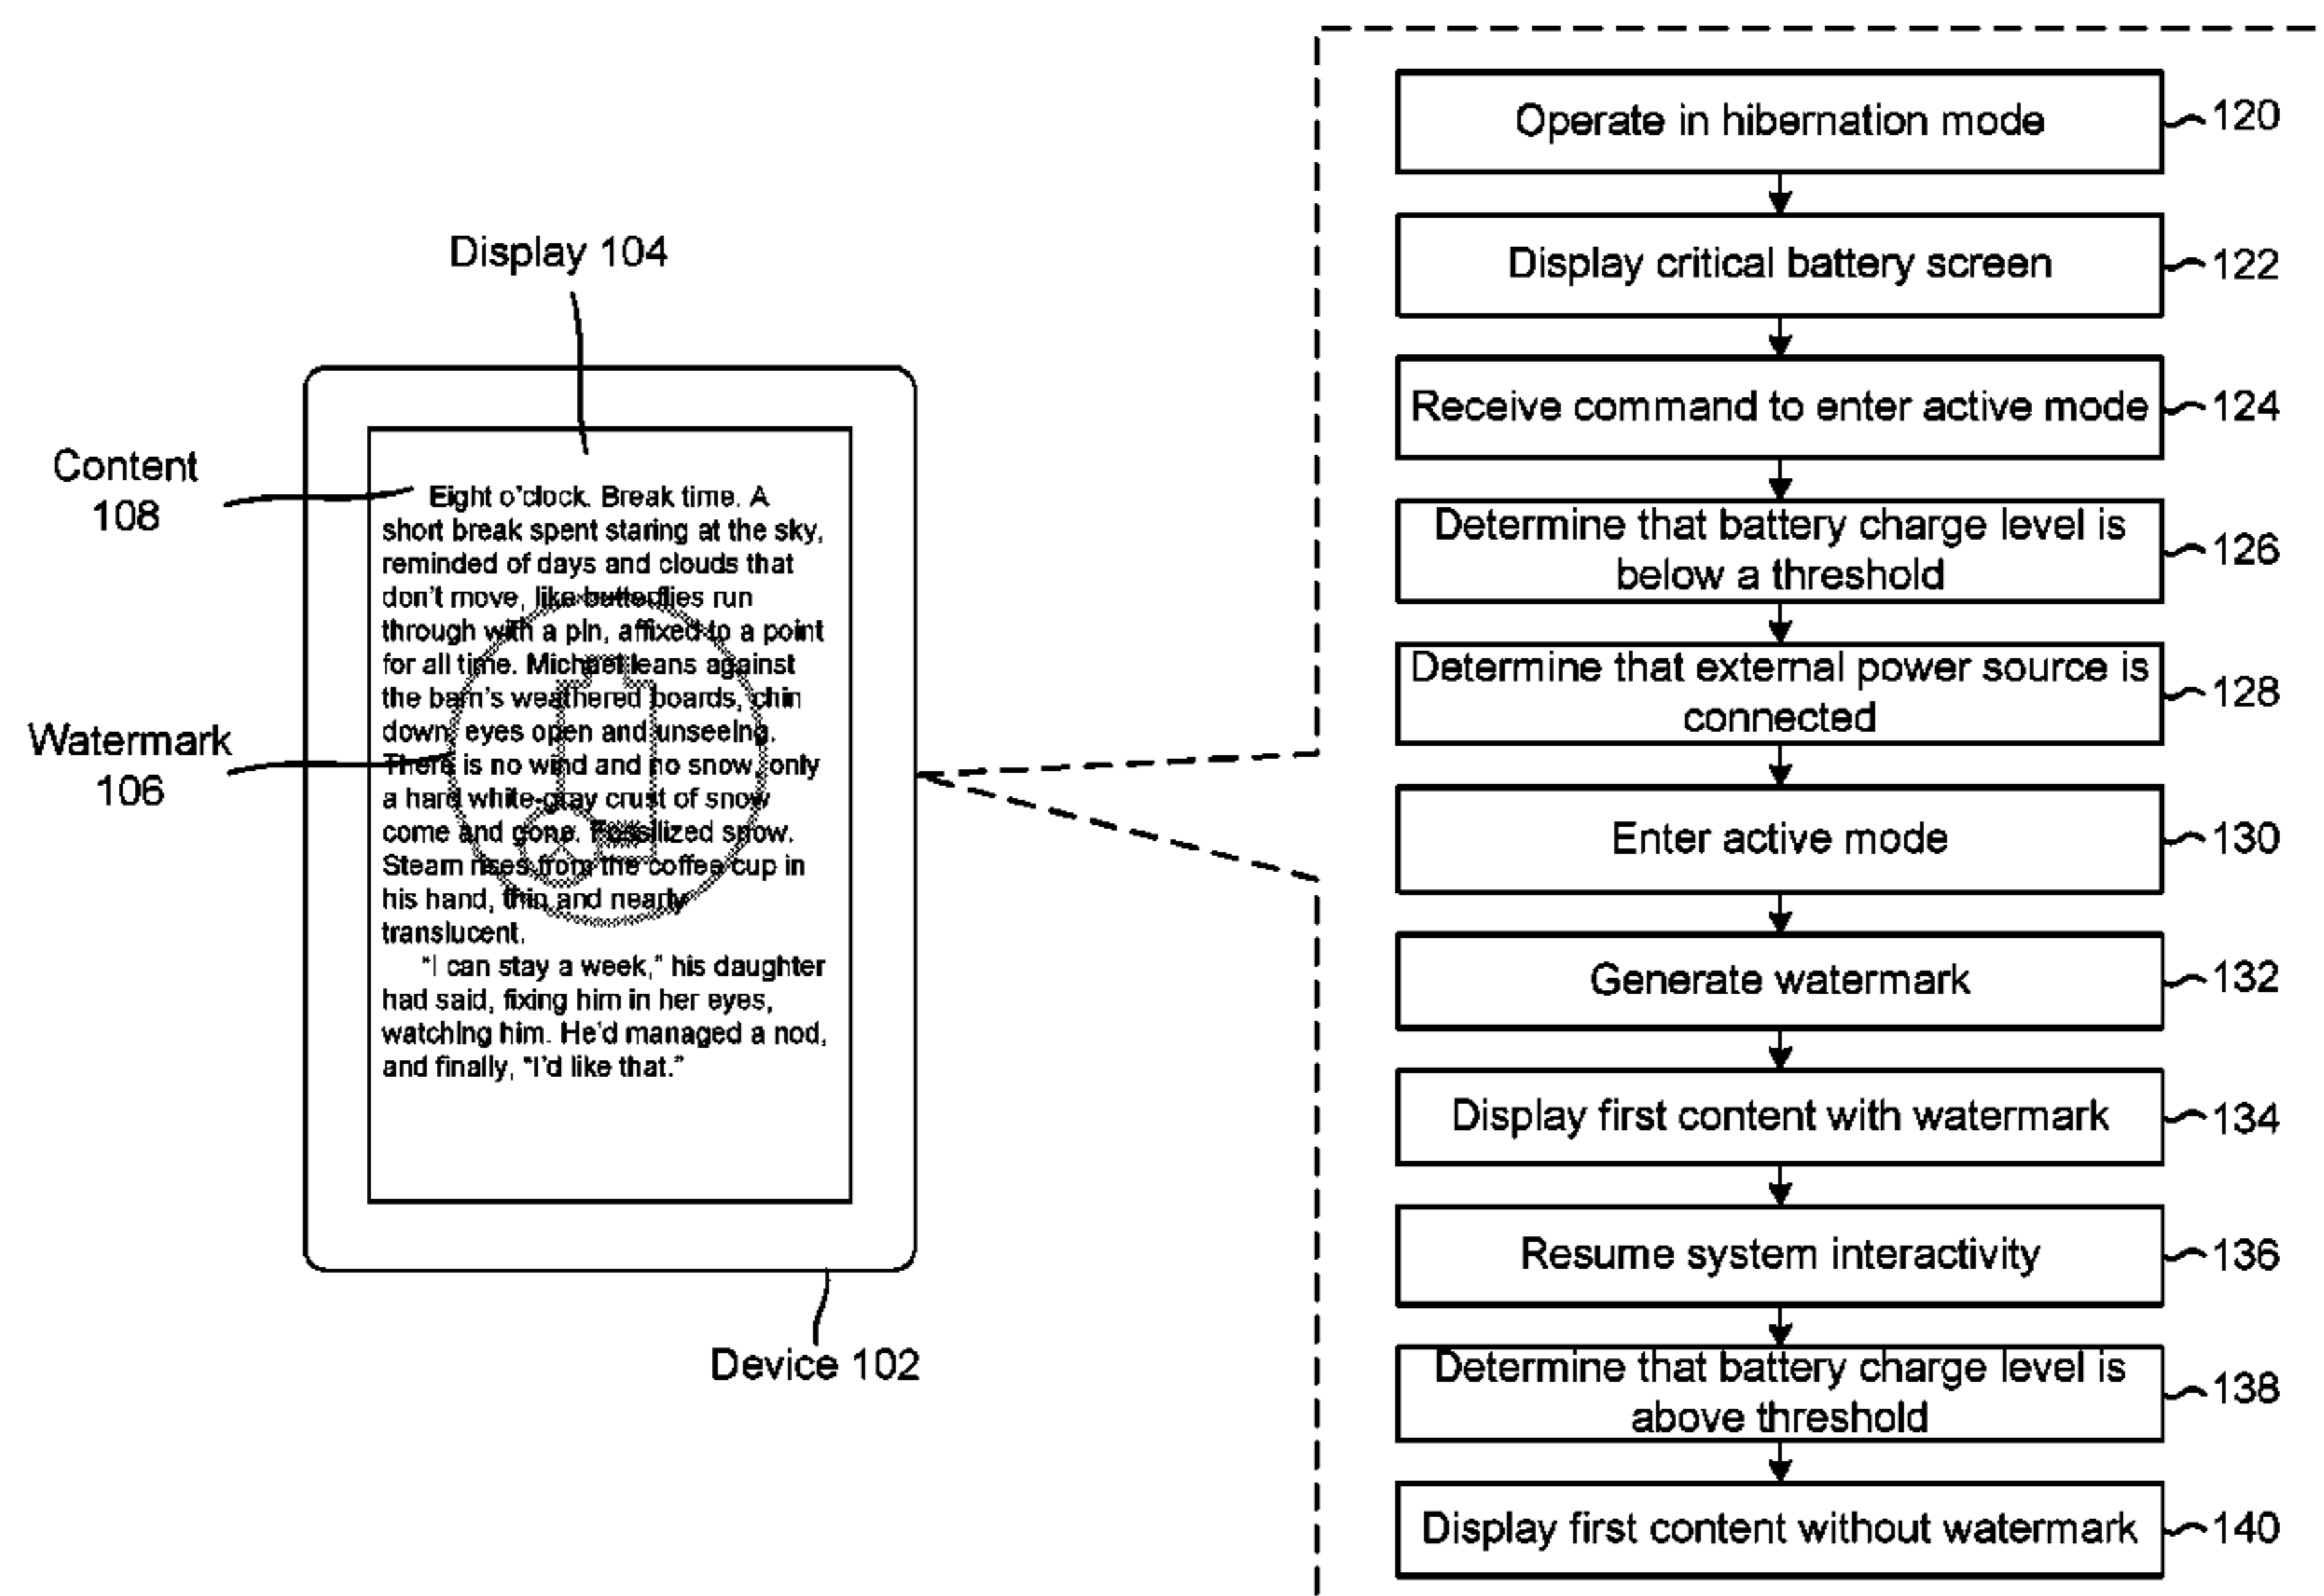 Display 104
Content
108
Watermark
106
Eight o'clock. Break time. A
short break spent staring at the sky,
reminded of days and clouds that
don't move, like butterflies run
through with a pin, affixed to a point
for all time. Michael leans against
the barn's weathered boards, chin
down, eyes open and unseeing.
There is no wind and no snow, only
a hard white-gray crust of snow
come and gone. Fossilized snow.
Steam rises from the coffee cup in
his hand, thin and nearly
translucent.
"I can stay a week," his daughter
had said, fixing him in her eyes,
watching him. He'd managed a nod,
and finally, "I'd like that."
Device 102
Operate in hibernation mode 120
Display critical battery screen 122
Receive command to enter active mode 124
Determine that battery charge level is
below a threshold 126
Determine that external power source is
connected 128
Enter active mode 130
Generate watermark 132
Display first content with watermark 134
Resume system interactivity 136
Determine that battery charge level is
above threshold 138
Display first content without watermark 140